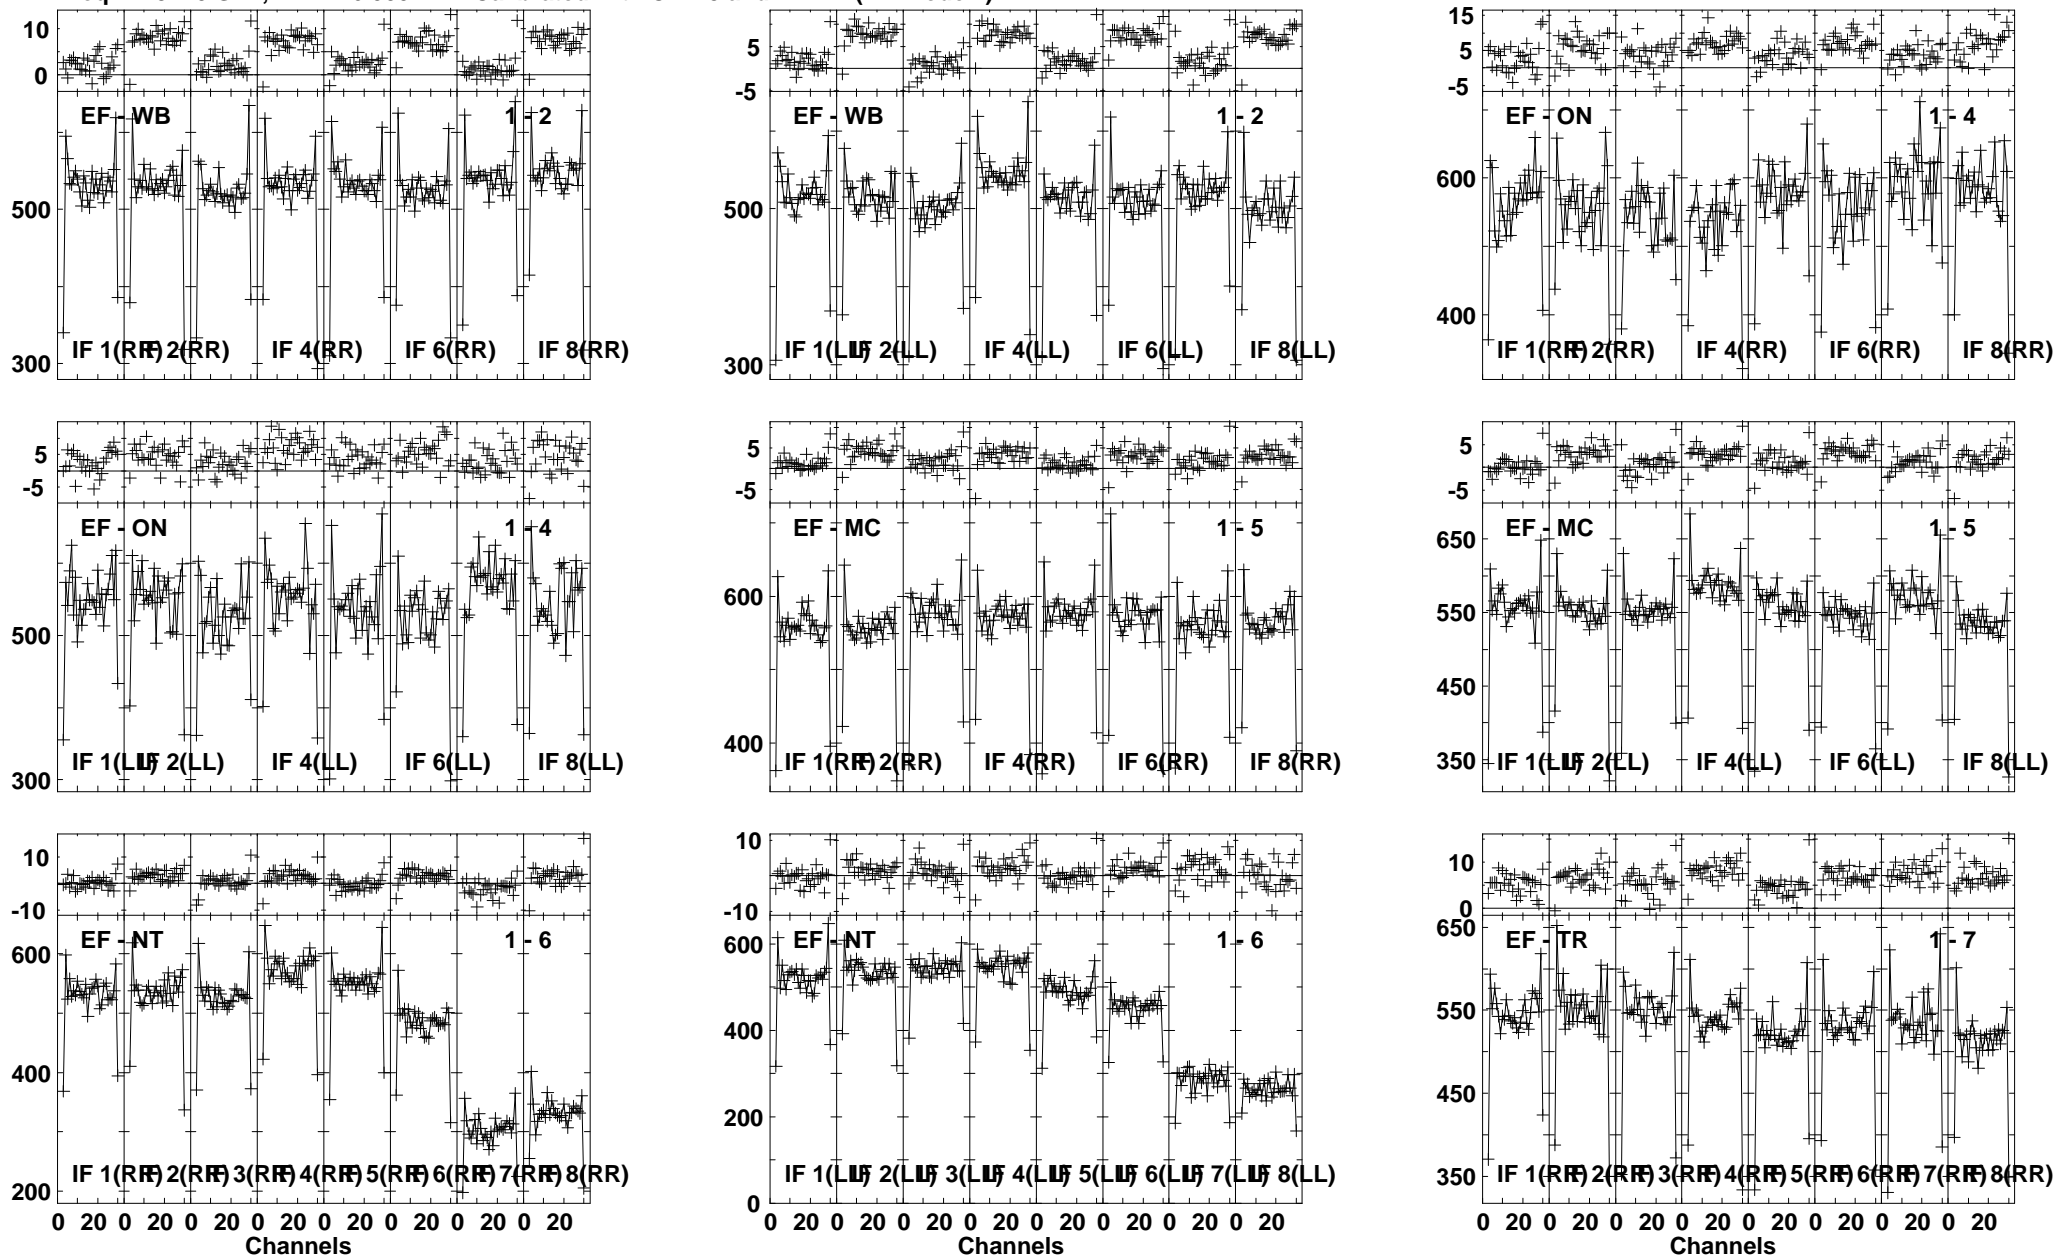 10
0
EF - WB
1 - 2
500
300
IF 1(RR)
IF 2(RR)
IF 4(RR)
IF 6(RR)
IF 8(RR)
5
-5
EF - WB
1 - 2
500
300
IF 1(LL)
IF 2(LL)
IF 4(LL)
IF 6(LL)
IF 8(LL)
15
5
-5
EF - ON
1 - 4
600
400
IF 1(RR)
IF 2(RR)
IF 4(RR)
IF 6(RR)
IF 8(RR)
5
-5
EF - ON
1 - 4
500
300
IF 1(LL)
IF 2(LL)
IF 4(LL)
IF 6(LL)
IF 8(LL)
5
-5
EF - MC
1 - 5
600
400
IF 1(RR)
IF 2(RR)
IF 4(RR)
IF 6(RR)
IF 8(RR)
5
-5
EF - MC
1 - 5
650
550
450
350
IF 1(LL)
IF 2(LL)
IF 4(LL)
IF 6(LL)
IF 8(LL)
10
-10
EF - NT
1 - 6
600
400
200
IF 1(RR)
IF 2(RR)
IF 3(RR)
IF 4(RR)
IF 5(RR)
IF 6(RR)
IF 7(RR)
IF 8(RR)
0 20 0 20 0 20 0 20 0 20 0 20 0 20 0 20
Channels
10
-10
EF - NT
1 - 6
600
400
200
0
IF 1(LL)
IF 2(LL)
IF 3(LL)
IF 4(LL)
IF 5(LL)
IF 6(LL)
IF 7(LL)
IF 8(LL)
0 20 0 20 0 20 0 20 0 20 0 20 0 20 0 20
Channels
10
0
EF - TR
1 - 7
650
550
450
350
IF 1(RR)
IF 2(RR)
IF 3(RR)
IF 4(RR)
IF 5(RR)
IF 6(RR)
IF 7(RR)
IF 8(RR)
0 20 0 20 0 20 0 20 0 20 0 20 0 20 0 20
Channels